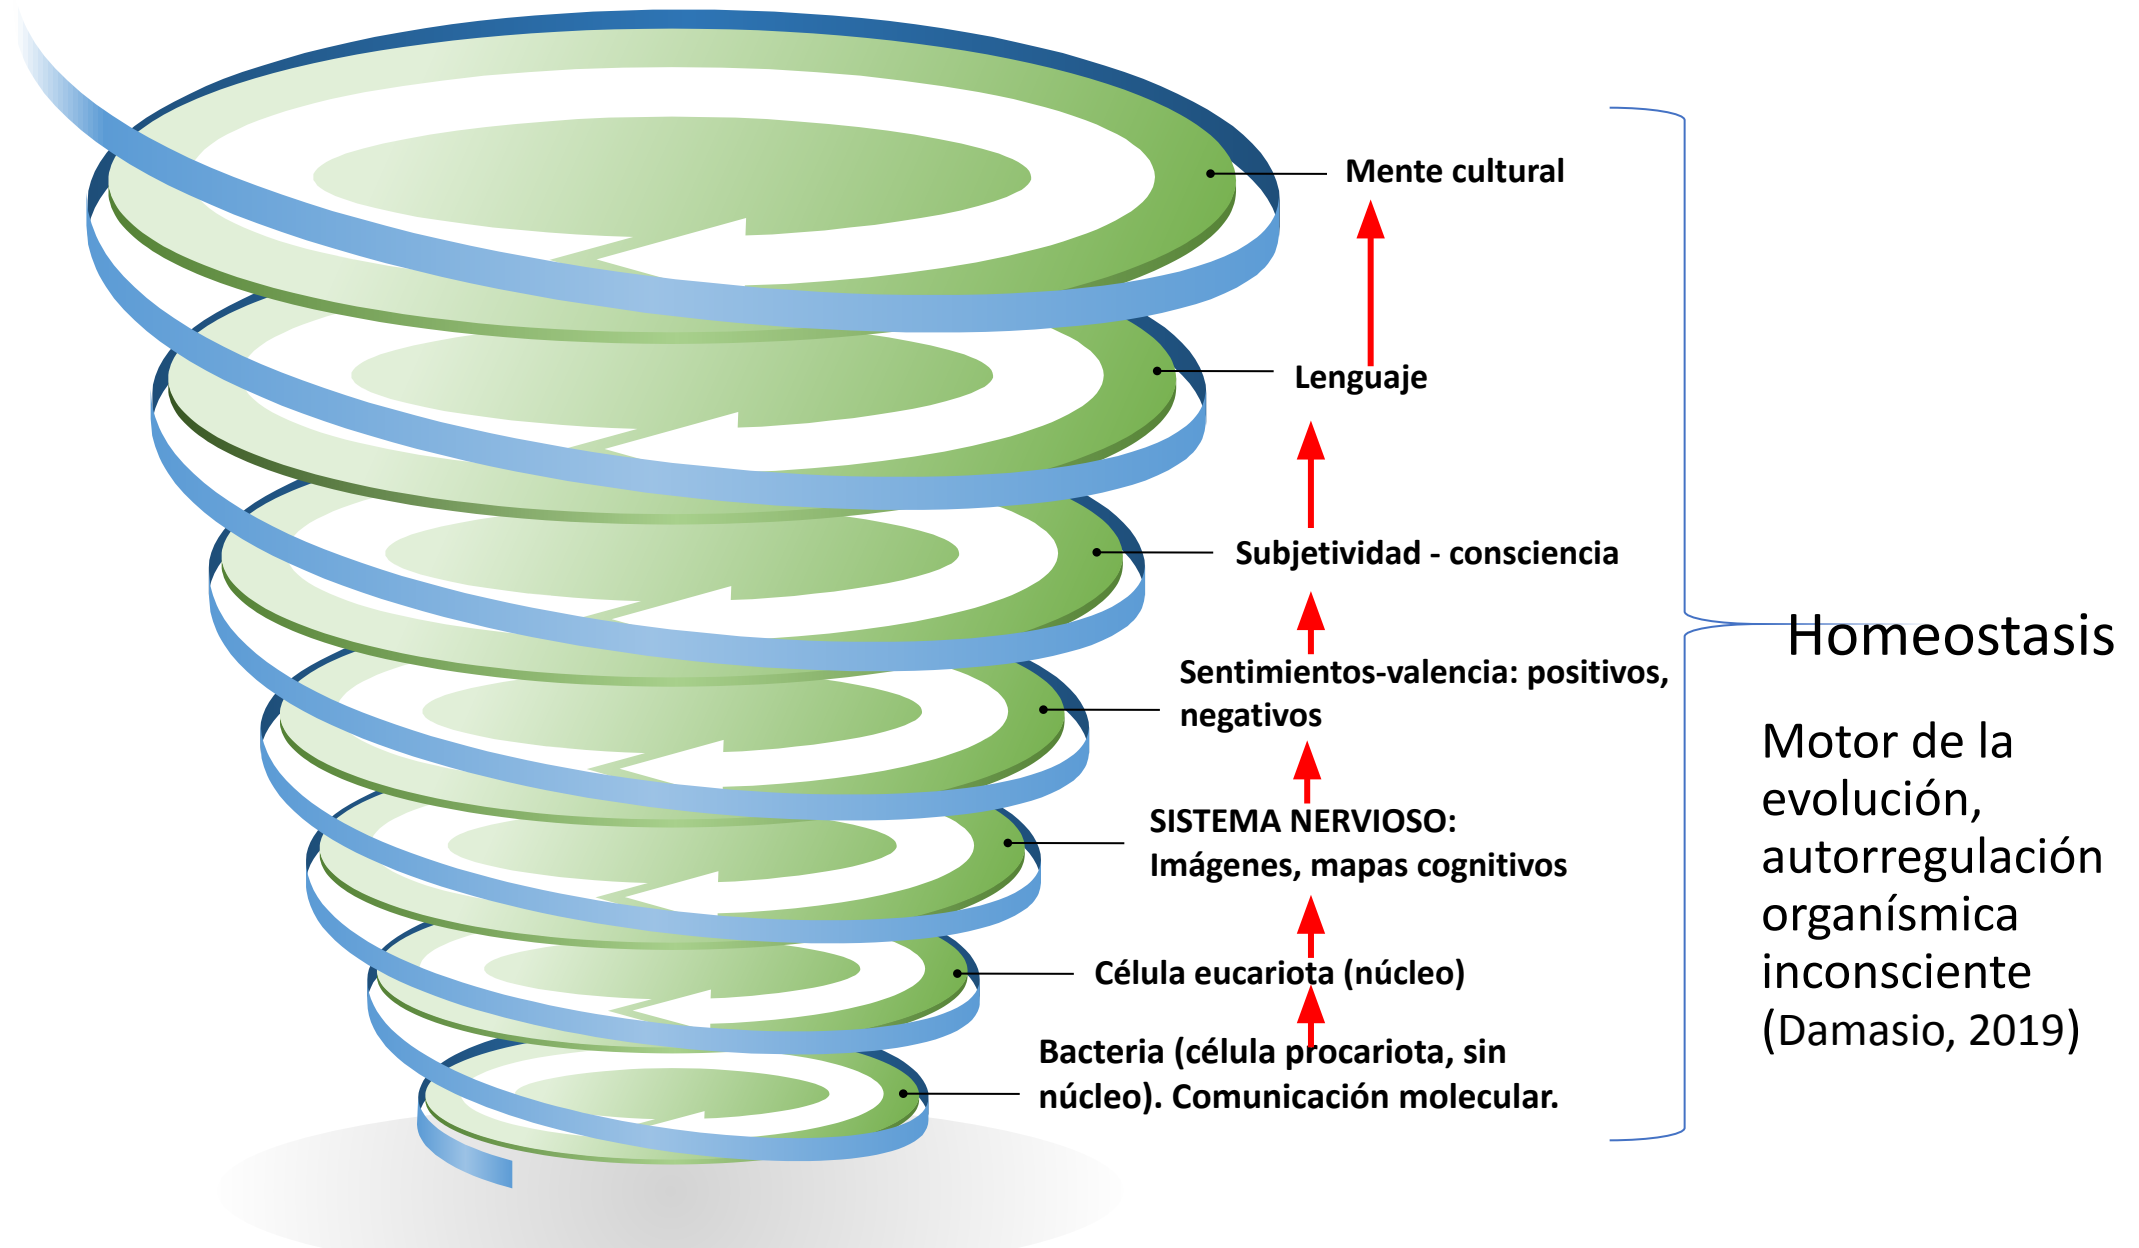 Mente cultural
Lenguaje
Subjetividad - consciencia
Sentimientos-valencia: positivos,
negativos
SISTEMA NERVIOSO:
Imágenes, mapas cognitivos
Célula eucariota (núcleo)
Bacteria (célula procariota, sin
núcleo). Comunicación molecular.
Homeostasis
Motor de la
evolución,
autorregulación
organísmica
inconsciente
(Damasio, 2019)